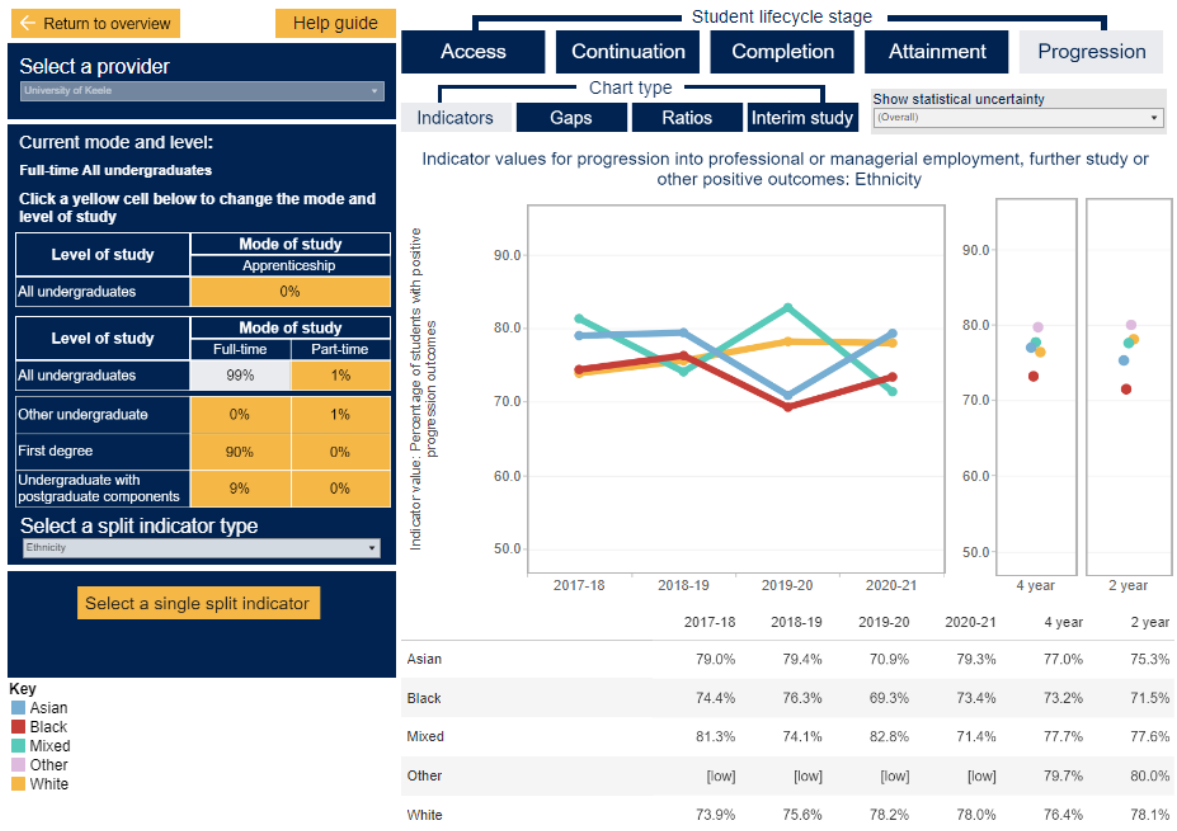 ← Return to overview
Help guide
Select a provider
University of Keele
Current mode and level:
Full-time All undergraduates
Click a yellow cell below to change the mode and
level of study
Level of study
Mode of study
Apprenticeship
All undergraduates
0%
Level of study
Mode of study
Full-time Part-time
All undergraduates 99% 1%
Other undergraduate 0% 1%
First degree 90% 0%
Undergraduate with
postgraduate components
9% 0%
Select a split indicator type
Ethnicity
Select a single split indicator
Key
Asian
Black
Mixed
Other
White
Student lifecycle stage
Access Continuation Completion Attainment Progression
Chart type
Indicators Gaps Ratios Interim study
Show statistical uncertainty
(Overall)
Indicator values for progression into professional or managerial employment, further study or
other positive outcomes: Ethnicity
Indicator value: Percentage of students with positive
progression outcomes
90.0
80.0
70.0
60.0
50.0
2017-18 2018-19 2019-20 2020-21
90.0
80.0
70.0
60.0
50.0
4 year 2 year
2017-18 2018-19 2019-20 2020-21 4 year 2 year
Asian 79.0% 79.4% 70.9% 79.3% 77.0% 75.3%
Black 74.4% 76.3% 69.3% 73.4% 73.2% 71.5%
Mixed 81.3% 74.1% 82.8% 71.4% 77.7% 77.6%
Other [low] [low] [low] [low] 79.7% 80.0%
White 73.9% 75.6% 78.2% 78.0% 76.4% 78.1%